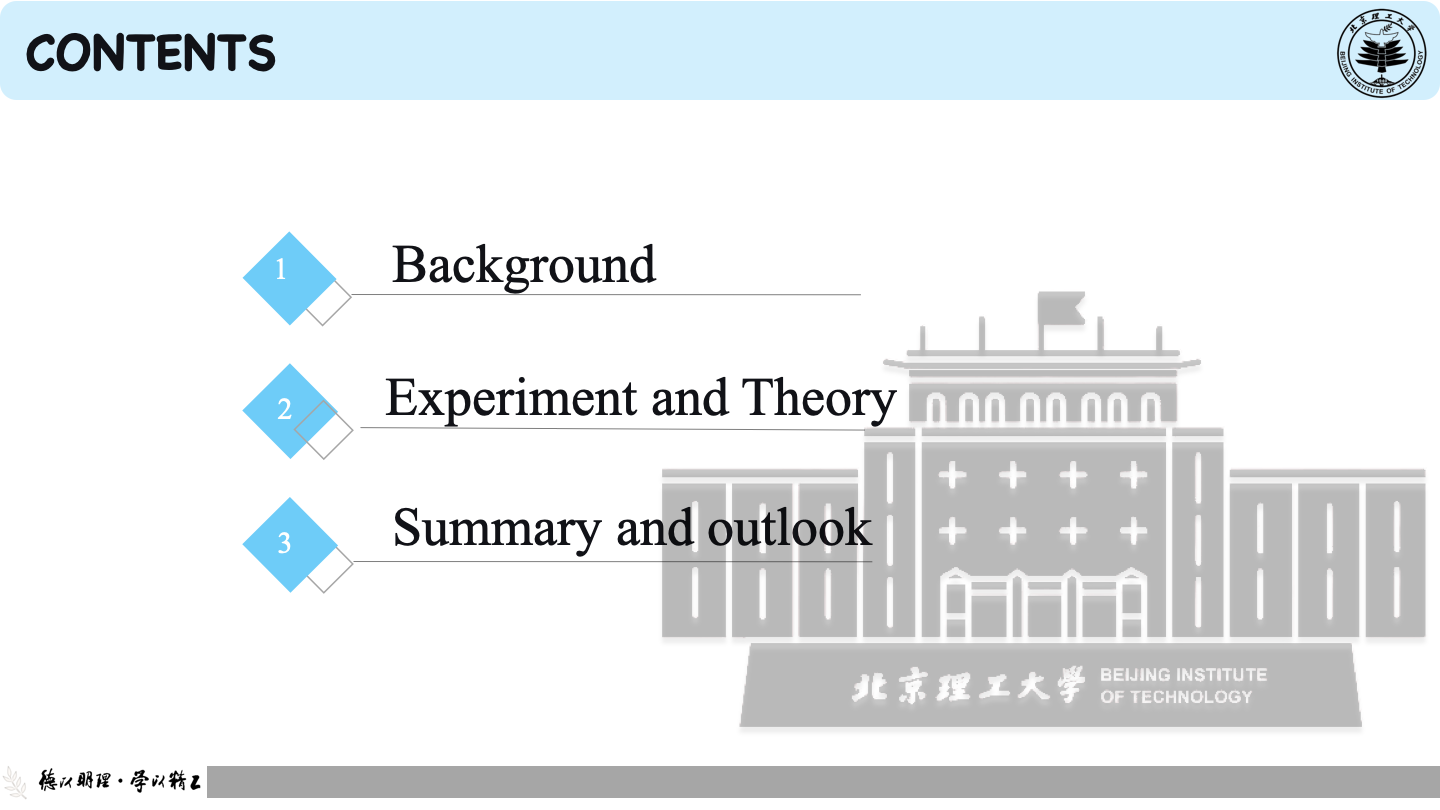 CONTENTS
北京理工大学
BEIJING INSTITUTE OF TECHNOLOGY
1
Background
2
Experiment and Theory
3
Summary and outlook
北京理工大學
BEIJING INSTITUTE
OF TECHNOLOGY
德以明理·学以精工